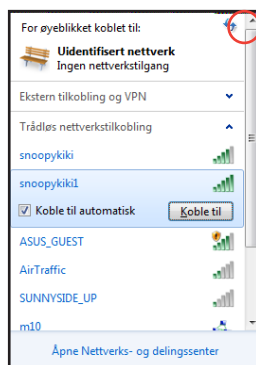 For øyeblikket koblet til:
Uidentifisert nettverk
Ingen nettverkstilgang
Ekstern tilkobling og VPN
Trådløs nettverkstilkobling
snoopykiki
snoopykiki1
Koble til automatisk
Koble til
ASUS_GUEST
AirTraffic
SUNNYSIDE_UP
m10
Åpne Nettverks- og delingssenter